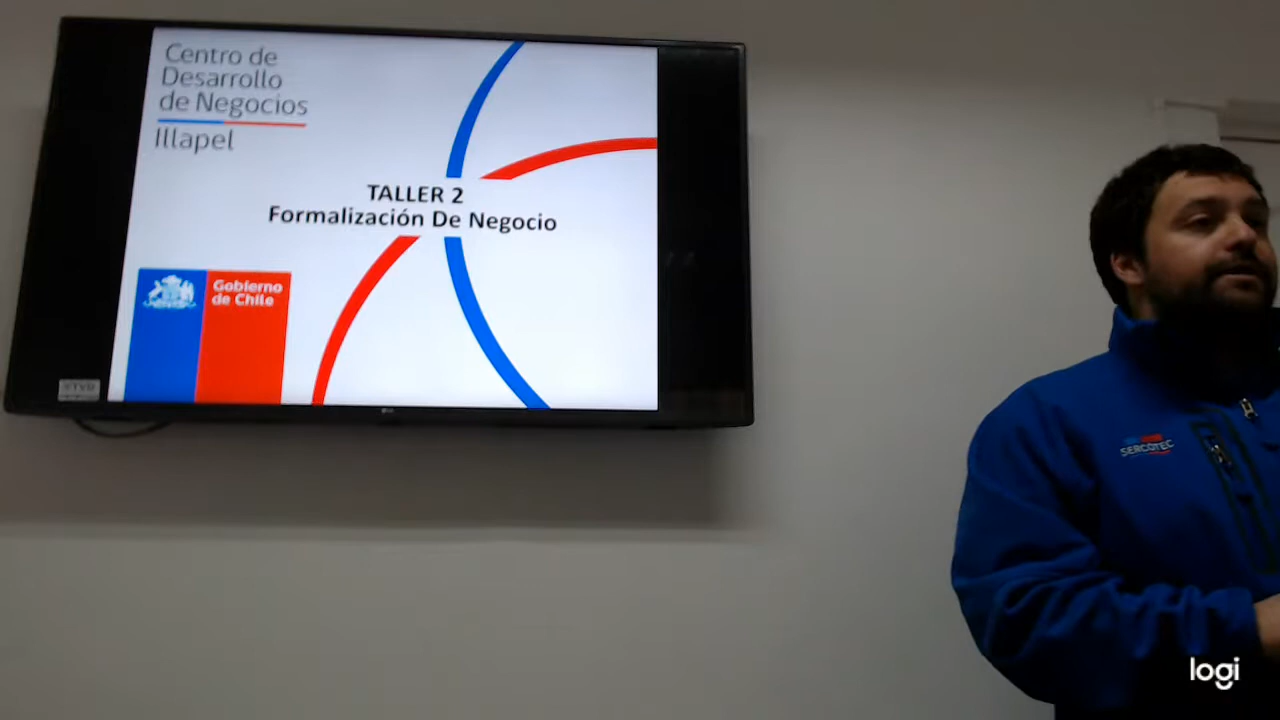 Centro de
Desarrollo
de Negocios
Illapel
TALLER 2
Formalización De Negocio
Gobierno
de Chile
SERCOTEC
logi